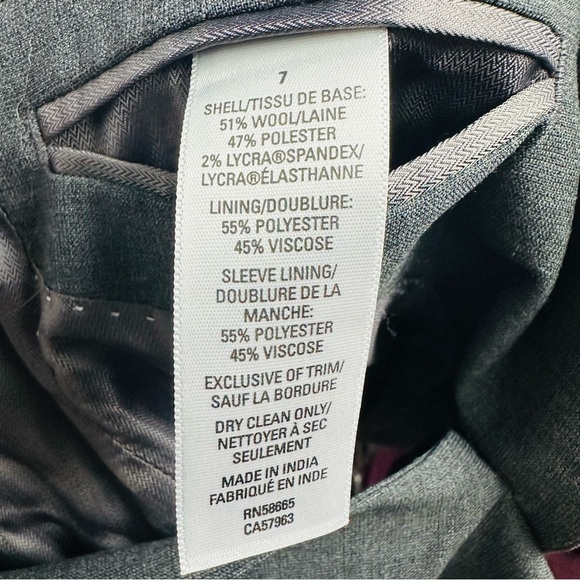 7
SHELL/TISSU DE BASE:
51% WOOL/LAINE
47% POLESTER
2% LYCRA®SPANDEX/
LYCRA®ÉLASTHANNE
LINING/DOUBLURE:
55% POLYESTER
45% VISCOSE
SLEEVE LINING/
DOUBLURE DE LA
MANCHE:
55% POLYESTER
45% VISCOSE
EXCLUSIVE OF TRIM/
SAUF LA BORDURE
DRY CLEAN ONLY/
NETTOYER À SEC
SEULEMENT
MADE IN INDIA
FABRIQUÉ EN INDE
RN58665
CA57963